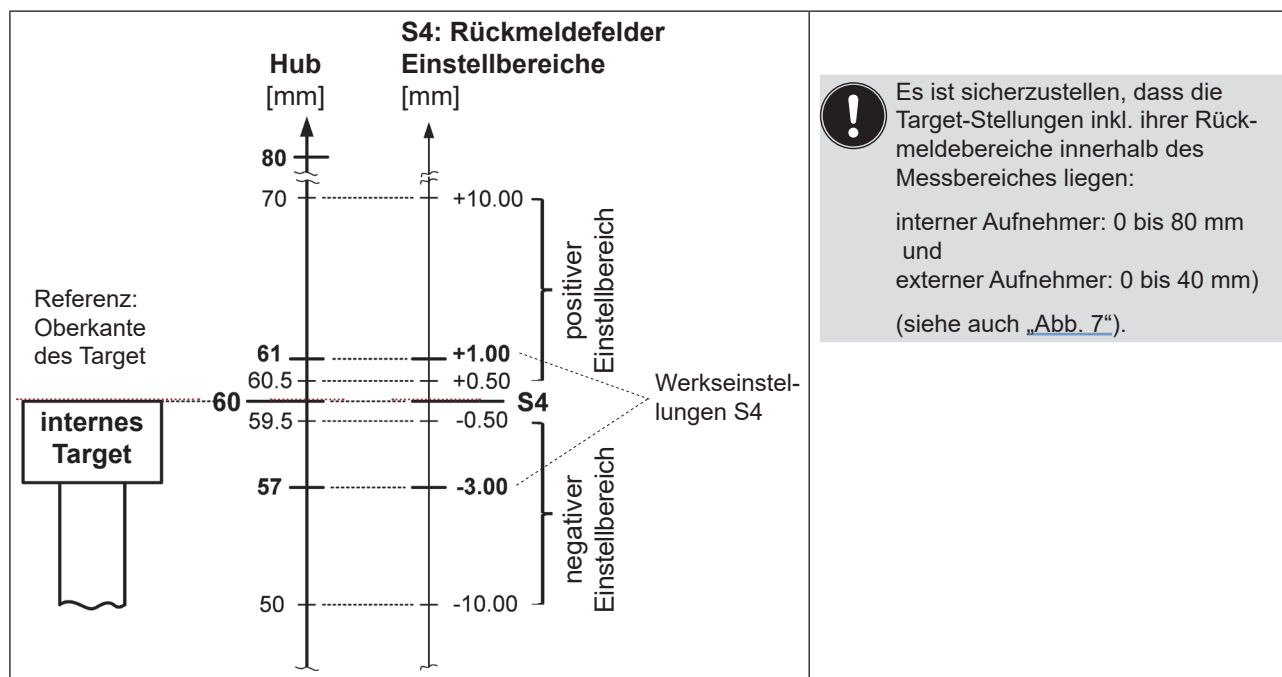 S4: Rückmeldefelder
Hub Einstellbereiche
[mm] [mm]
80
70 +10.00
positiver
Einstellbereich
Referenz:
Oberkante
des Target
61 +1.00
60.5 +0.50
60 S4
59.5 -0.50
internes
Target
Werkseinstel-
lungen S4
57 -3.00
negativer
Einstellbereich
50 -10.00
Es ist sicherzustellen, dass die
Target-Stellungen inkl. ihrer Rück-
meldebereiche innerhalb des
Messbereiches liegen:
interner Aufnehmer: 0 bis 80 mm
und
externer Aufnehmer: 0 bis 40 mm)
(siehe auch „Abb. 7“).